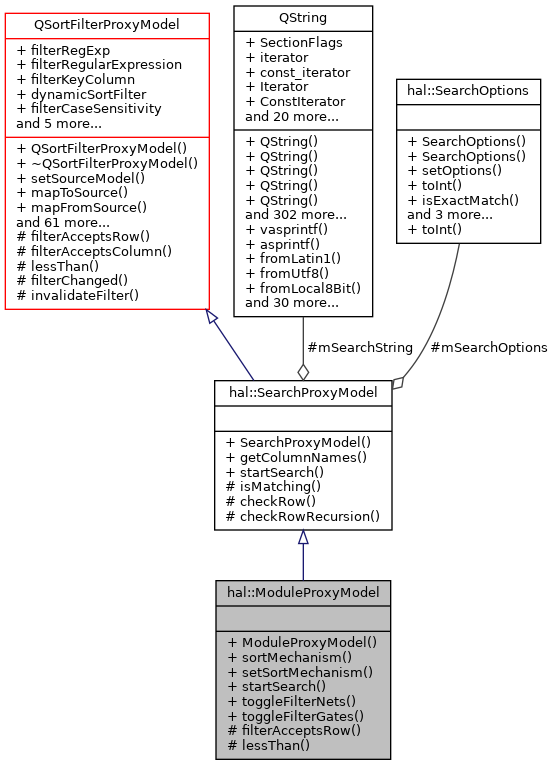 QSortFilterProxyModel
+ filterRegExp
+ filterRegularExpression
+ filterKeyColumn
+ dynamicSortFilter
+ filterCaseSensitivity
and 5 more...
+ QSortFilterProxyModel()
+ ~QSortFilterProxyModel()
+ setSourceModel()
+ mapToSource()
+ mapFromSource()
and 61 more...
# filterAcceptsRow()
# filterAcceptsColumn()
# lessThan()
# filterChanged()
# invalidateFilter()
QString
+ SectionFlags
+ iterator
+ const_iterator
+ Iterator
+ ConstIterator
and 20 more...
+ QString()
+ QString()
+ QString()
+ QString()
+ QString()
and 302 more...
+ vasprintf()
+ asprintf()
+ fromLatin1()
+ fromUtf8()
+ fromLocal8Bit()
and 30 more...
hal::SearchOptions
+ SearchOptions()
+ SearchOptions()
+ setOptions()
+ toInt()
+ isExactMatch()
and 3 more...
+ toInt()
#mSearchString
#mSearchOptions
hal::SearchProxyModel
+ SearchProxyModel()
+ getColumnNames()
+ startSearch()
# isMatching()
# checkRow()
# checkRowRecursion()
hal::ModuleProxyModel
+ ModuleProxyModel()
+ sortMechanism()
+ setSortMechanism()
+ startSearch()
+ toggleFilterNets()
+ toggleFilterGates()
# filterAcceptsRow()
# lessThan()